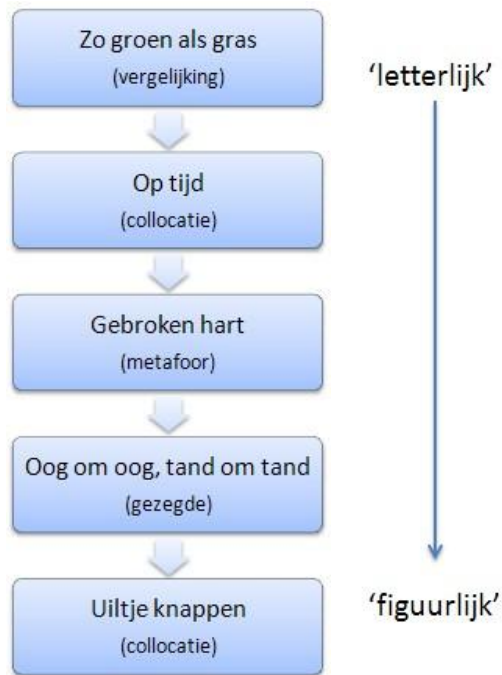 Zo groen als gras
(vergelijking)
‘letterlijk’
Op tijd
(collocatie)
Gebroken hart
(metafoor)
Oog om oog, tand om tand
(gezegde)
Uiltje knappen
(collocatie)
‘figuurlijk’